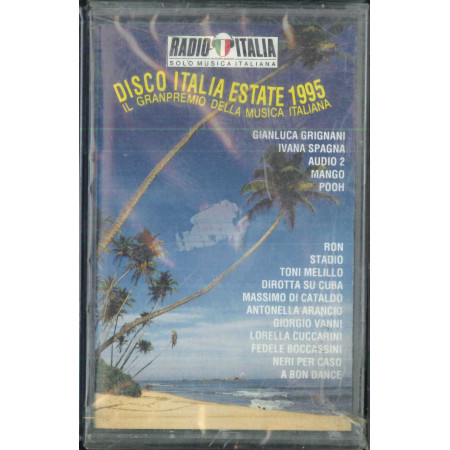 RADIO ITALIA
SOLO MUSICA ITALIANA
DISCO ITALIA ESTATE 1995
IL GRANPREMIO DELLA MUSICA ITALIANA
GIANLUCA GRIGNANI
IVANA SPAGNA
AUDIO 2
MANGO
POOH
RON
STADIO
TONI MELILLO
DIROTTA SU CUBA
MASSIMO DI CATALDO
ANTONELLA ARANCIO
GIORGIO VANNI
LORELLA CUCCARINI
FEDELE BOCCASSINI
NERI PER CASO
A BON DANCE